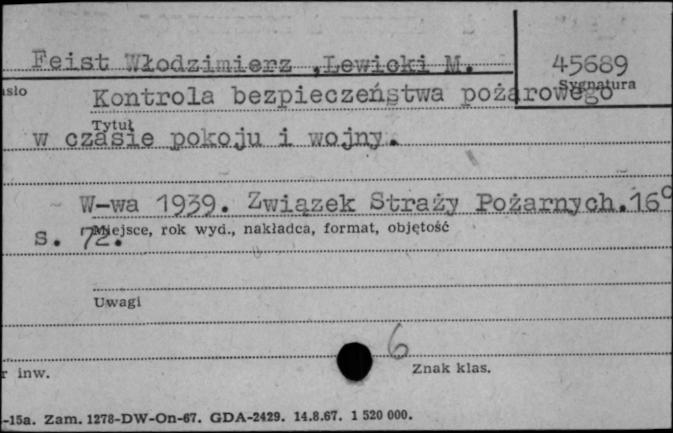 Feist Włodzimierz ,Lewicki M.
45689
Sygnatura
Kontrola bezpieczeństwa pożarowego
Tytuł
w czasie pokoju i wojny.
W-wa 1939. Związek Straży Pożarnych.16°
Miejsce, rok wyd., nakładca, format, objętość
s. 72.
Uwagi
6
inw.
Znak klas.
-15a. Zam. 1278-DW-On-67. GDA-2429. 14.8.67. 1 520 000.